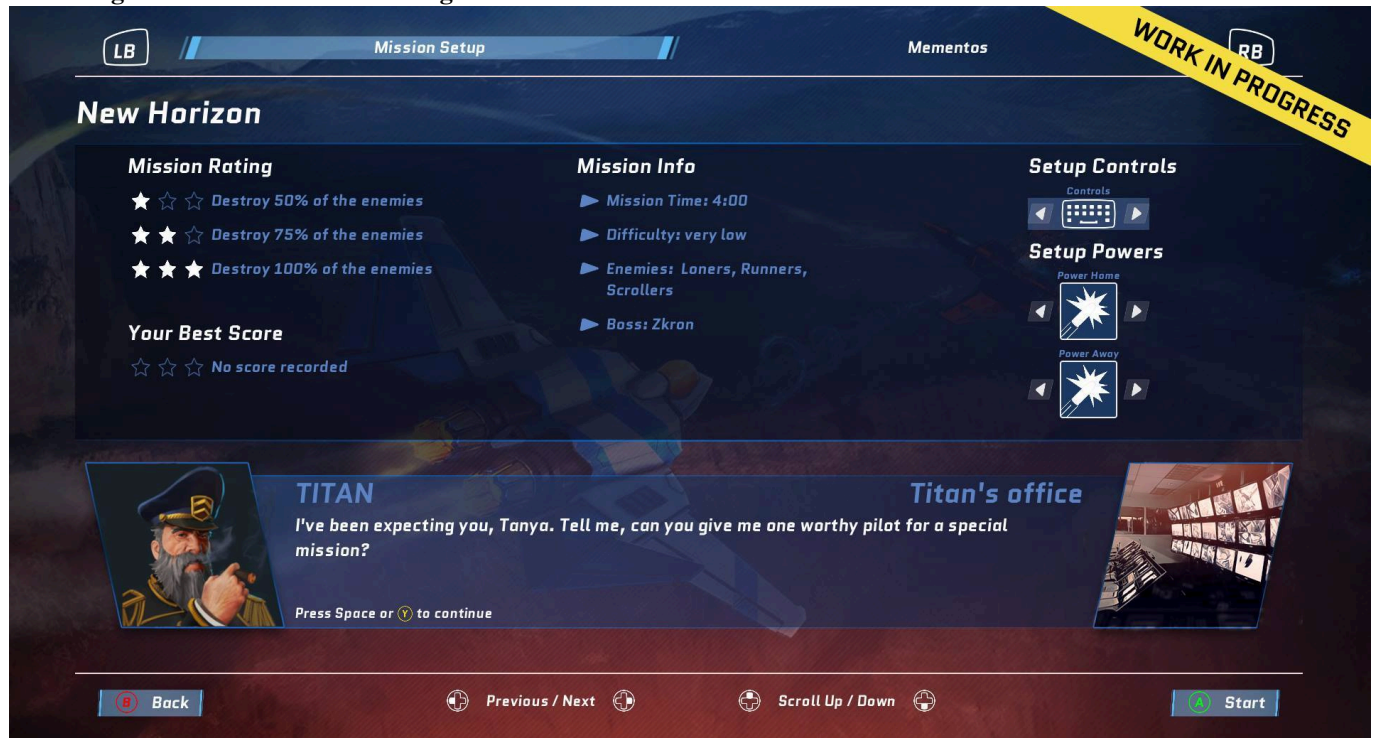 LB
Mission Setup
Mementos
RB
WORK IN PROGRESS
New Horizon
Mission Rating
Destroy 50% of the enemies
Destroy 75% of the enemies
Destroy 100% of the enemies
Your Best Score
No score recorded
Mission Info
Mission Time: 4:00
Difficulty: very low
Enemies: Loners, Runners,
Scrollers
Boss: Zkron
Setup Controls
Controls
Setup Powers
Power Home
Power Away
TITAN
Titan's office
I've been expecting you, Tanya. Tell me, can you give me one worthy pilot for a special
mission?
Press Space or Y to continue
B Back
Previous / Next
Scroll Up / Down
A Start